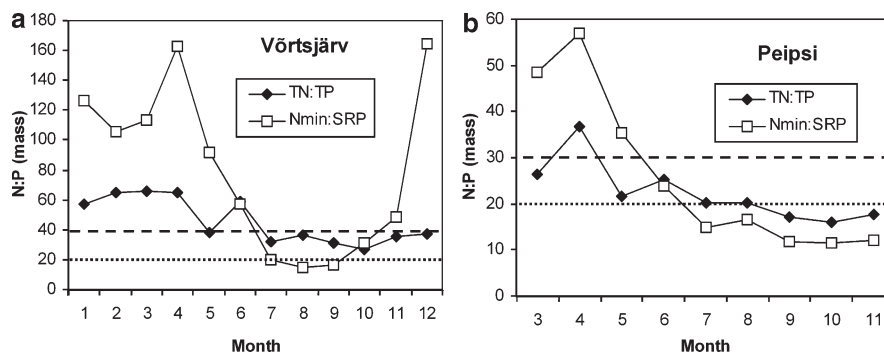 a
Võrtsjärv
TN:TP
Nmin:SRP
N:P (mass)
180
160
140
120
100
80
60
40
20
0
1 2 3 4 5 6 7 8 9 10 11 12
Month
b
Peipsi
TN:TP
Nmin:SRP
N:P (mass)
60
50
40
30
20
10
0
3 4 5 6 7 8 9 10 11
Month